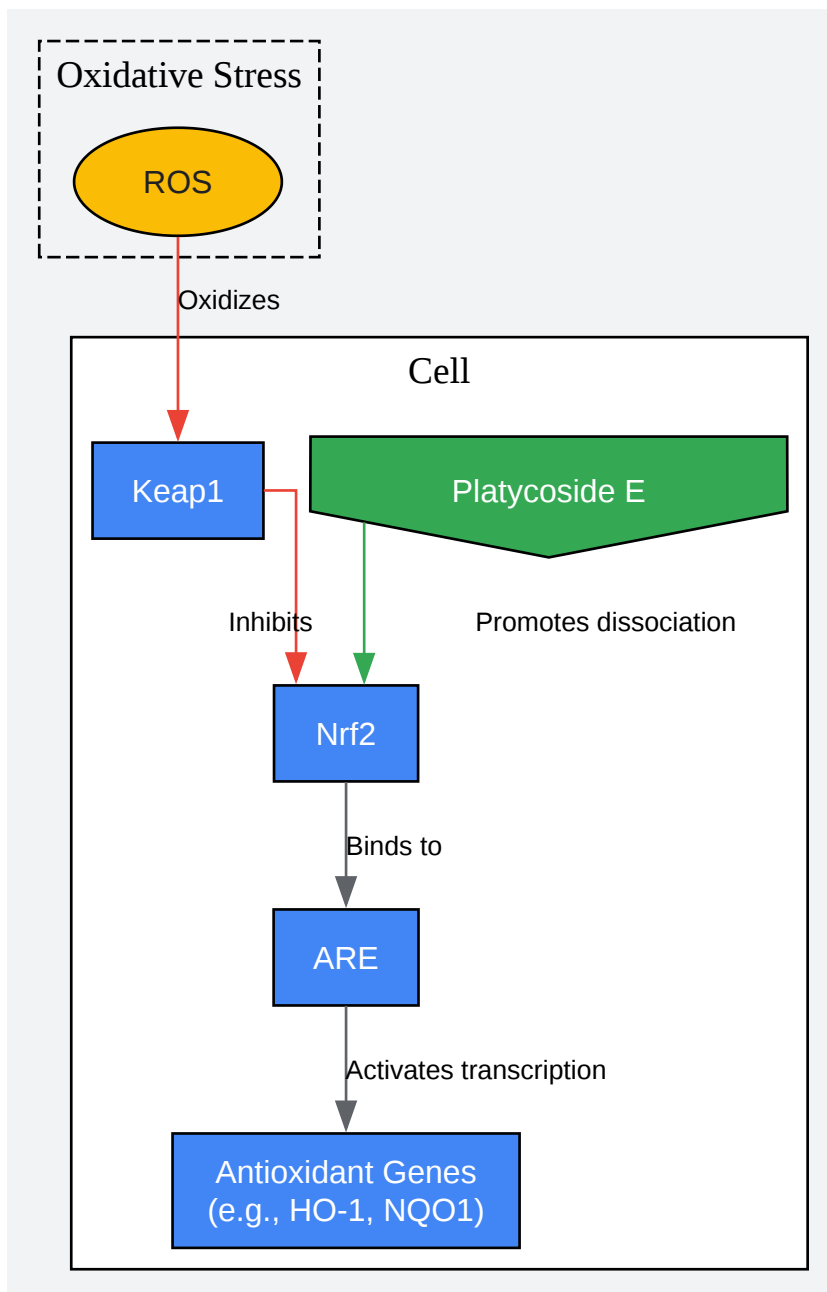 Oxidative Stress
ROS
Oxidizes
Cell
Keap1
Platycoside E
Inhibits
Promotes dissociation
Nrf2
Binds to
ARE
Activates transcription
Antioxidant Genes
(e.g., HO-1, NQO1)